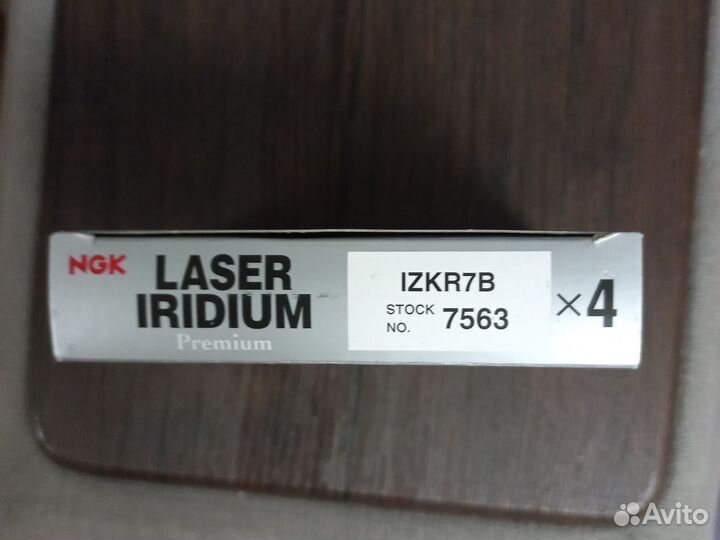 NGK
LASER
IRIDIUM
Premium
IZKR7B
STOCK
NO. 7563
×4
Avito